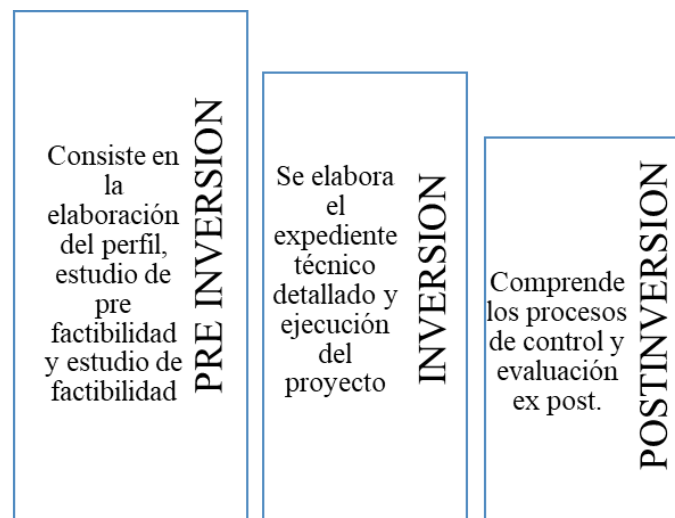 Consiste en
la
elaboración
del perfil,
estudio de
pre
factibilidad
y estudio de
factibilidad
PRE INVERSION
Se elabora
el
expediente
técnico
detallado y
ejecución
del
proyecto
INVERSION
Comprende
los procesos
de control y
evaluación
ex post.
POSTINVERSION